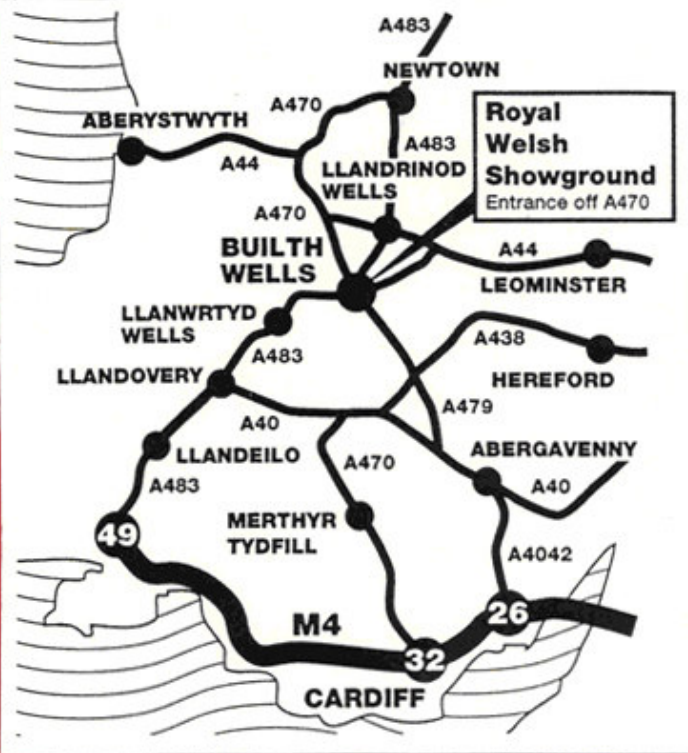 A483
NEWTOWN
A470
ABERYSTWYTH
A483
A44
LLANDRINOD
WELLS
Royal
Welsh
Showground
Entrance off A470
A470
BUILTH
WELLS
A44
LEOMINSTER
LLANWRTYD
WELLS
A438
A483
LLANDOVERY
HEREFORD
A40
A479
LLANDEILO
A470
ABERGAVENNY
A483
A40
MERTHYR
TYDFILL
49
A4042
M4
26
32
CARDIFF